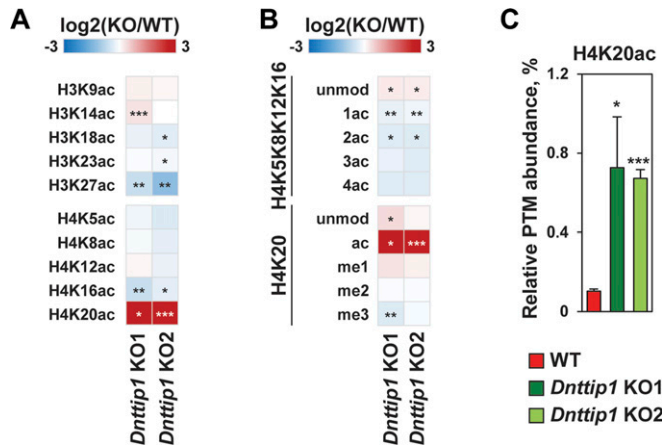 A
log2(KO/WT)
-3 3
H3K9ac
H3K14ac ***
H3K18ac *
H3K23ac *
H3K27ac ** **
H4K5ac
H4K8ac
H4K12ac
H4K16ac ** *
H4K20ac * ***
Dnttip1 KO1
Dnttip1 KO2
B
log2(KO/WT)
-3 3
H4K5K8K12K16
unmod * *
1ac ** **
2ac * *
3ac
4ac
H4K20
unmod *
ac * ***
me1
me2
me3 **
Dnttip1 KO1
Dnttip1 KO2
C
H4K20ac
Relative PTM abundance, %
1.2
0.8
0.4
0
*
***
WT
Dnttip1 KO1
Dnttip1 KO2